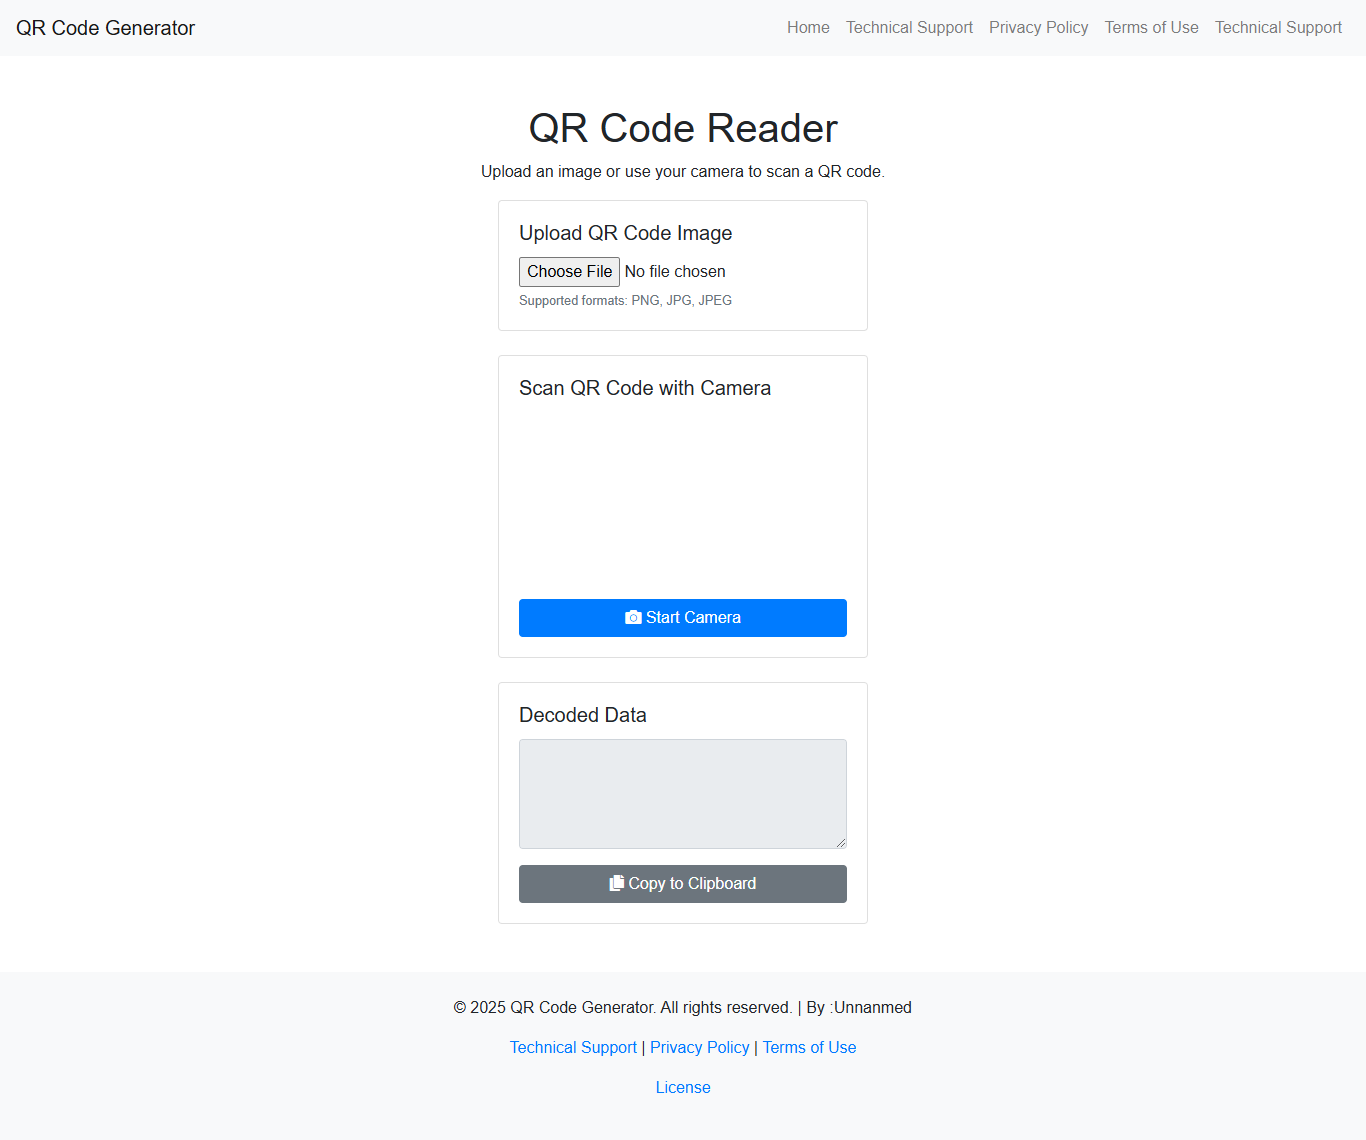 QR Code Generator
Home Technical Support Privacy Policy Terms of Use Technical Support
QR Code Reader
Upload an image or use your camera to scan a QR code.
Upload QR Code Image
Choose File No file chosen
Supported formats: PNG, JPG, JPEG
Scan QR Code with Camera
Start Camera
Decoded Data
Copy to Clipboard
© 2025 QR Code Generator. All rights reserved. | By :Unnanmed
Technical Support | Privacy Policy | Terms of Use
License